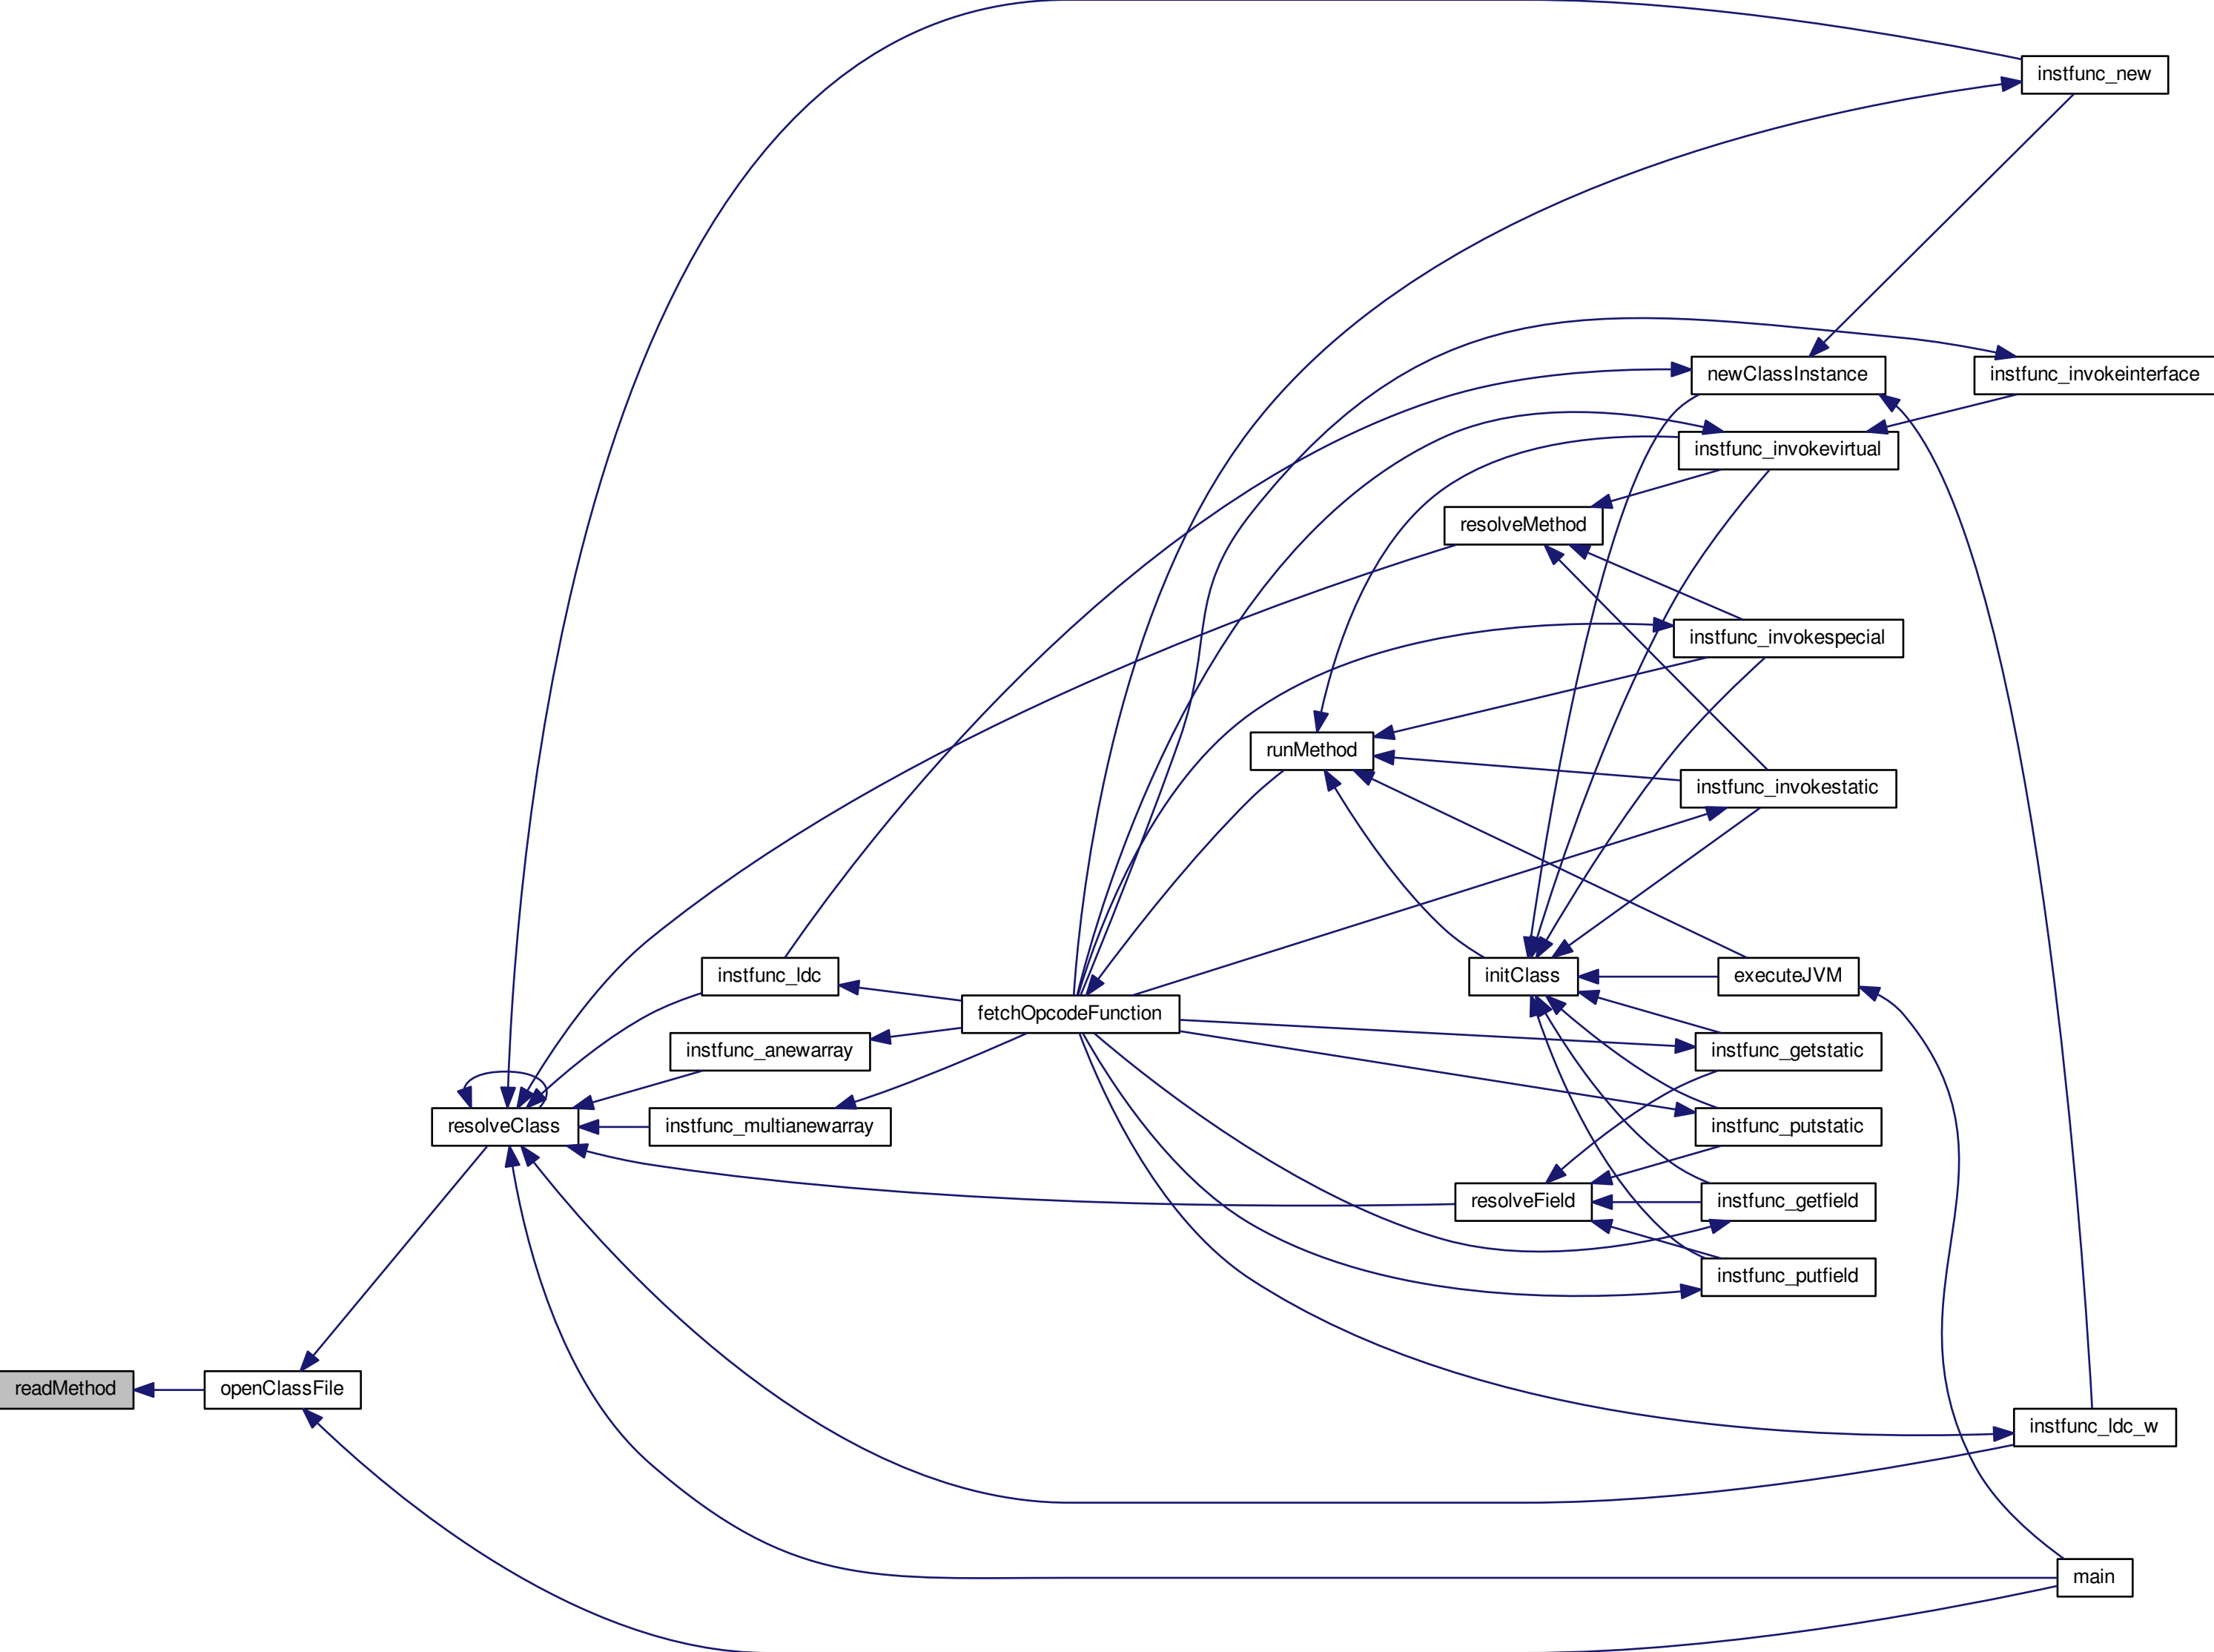 instfunc_new
newClassInstance
instfunc_invokeinterface
instfunc_invokevirtual
resolveMethod
instfunc_invokespecial
runMethod
instfunc_invokestatic
instfunc_ldc
initClass
executeJVM
fetchOpcodeFunction
instfunc_anewarray
instfunc_getstatic
resolveClass
instfunc_multianewarray
instfunc_putstatic
resolveField
instfunc_getfield
instfunc_putfield
readMethod
openClassFile
instfunc_ldc_w
main